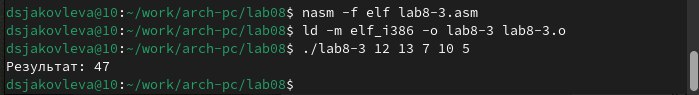 dsjakovleva@10:~/work/arch-pc/lab08$ nasm -f elf lab8-3.asm
dsjakovleva@10:~/work/arch-pc/lab08$ ld -m elf_i386 -o lab8-3 lab8-3.o
dsjakovleva@10:~/work/arch-pc/lab08$ ./lab8-3 12 13 7 10 5
Результат: 47
dsjakovleva@10:~/work/arch-pc/lab08$